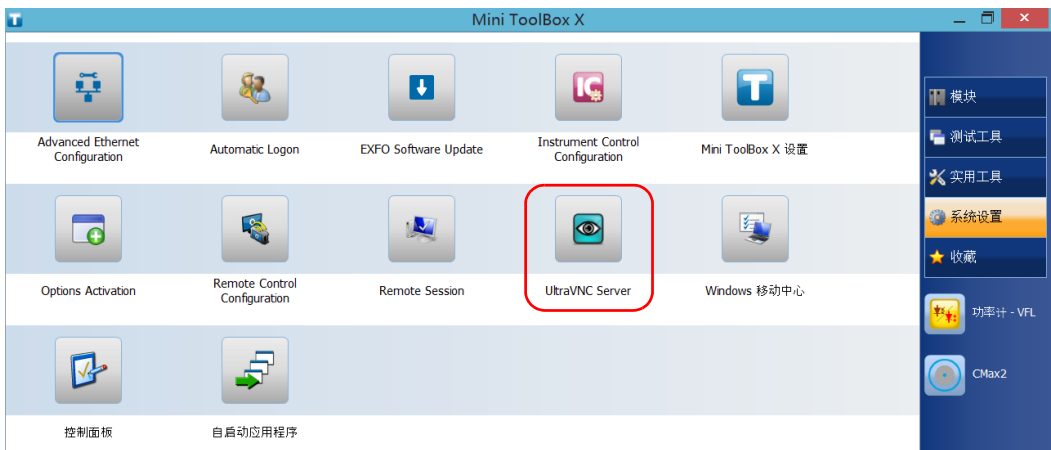 Mini ToolBox X
Advanced Ethernet
Configuration
Automatic Logon
EXFO Software Update
Instrument Control
Configuration
Mini ToolBox X 设置
Options Activation
Remote Control
Configuration
Remote Session
UltraVNC Server
Windows 移动中心
控制面板
自启动应用程序
模块
测试工具
实用工具
系统设置
收藏
功率计 - VFL
CMax2